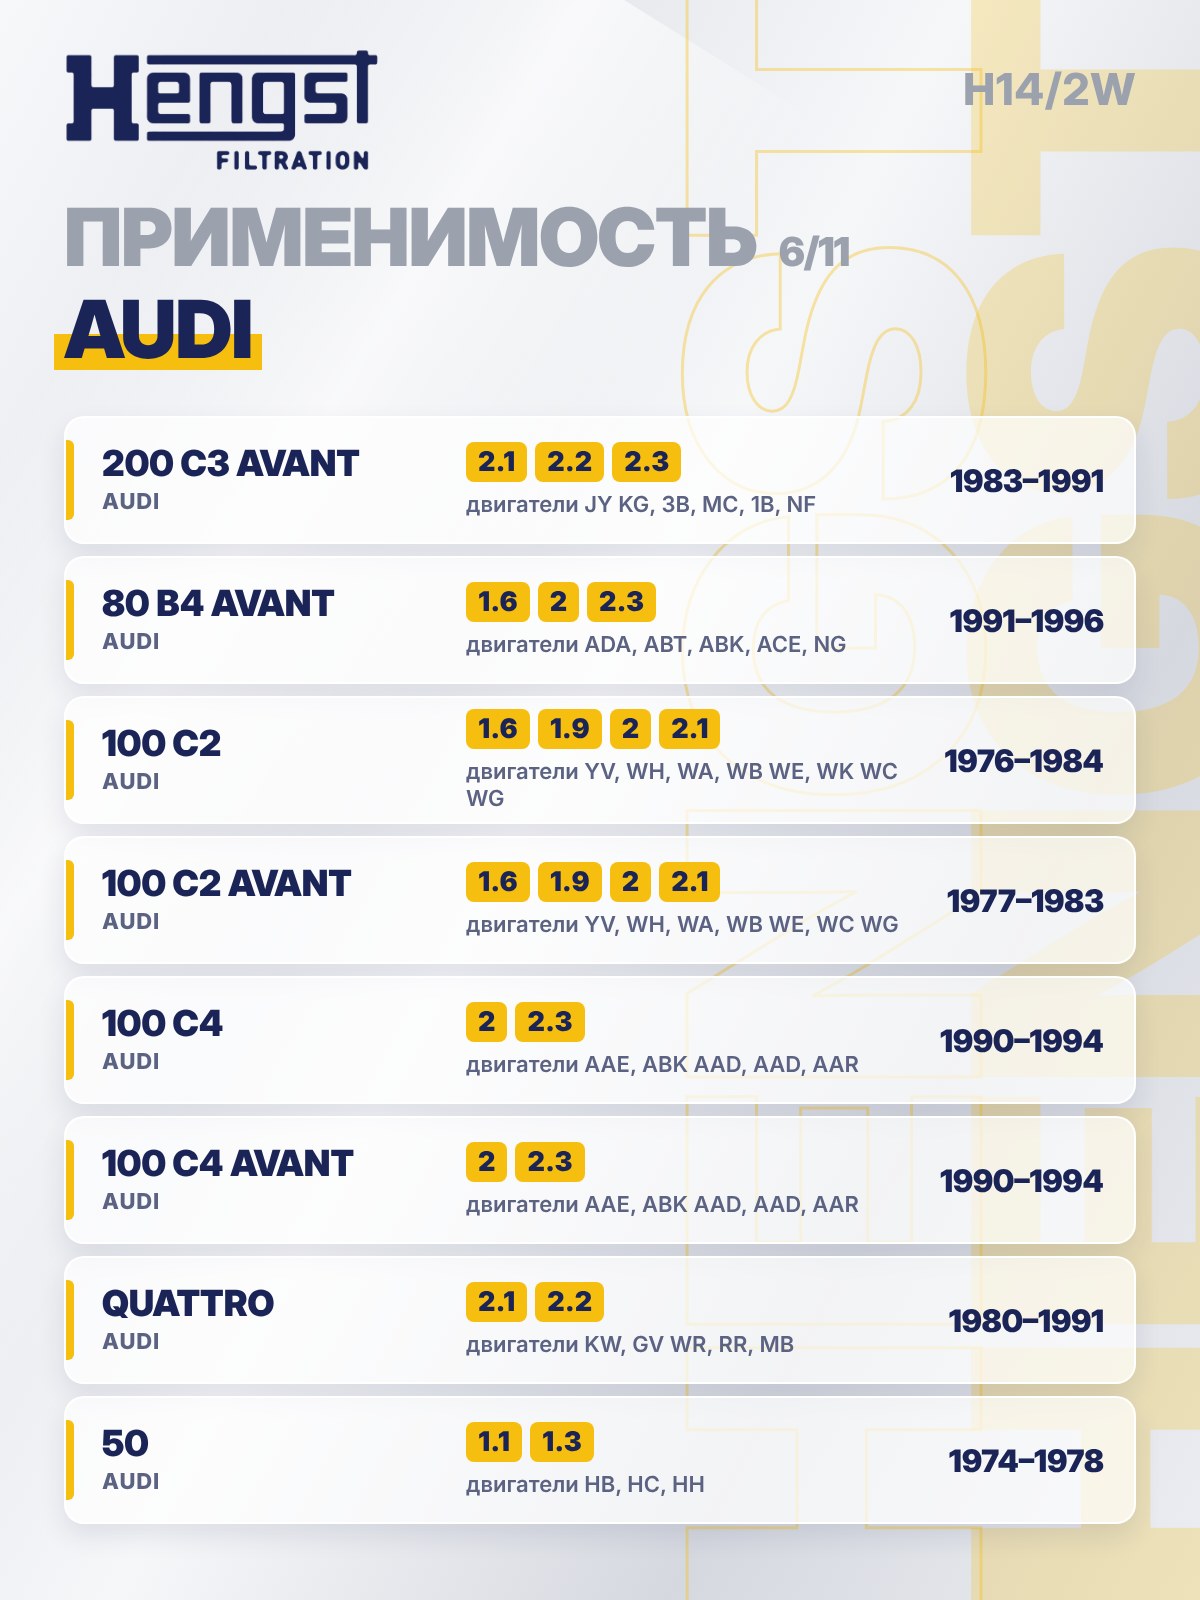 Hengst
FILTRATION
H14/2W
ПРИМЕНИМОСТЬ 6/11
AUDI
200 C3 AVANT
AUDI
2.1 2.2 2.3
двигатели JY KG, 3B, MC, 1B, NF
1983–1991
80 B4 AVANT
AUDI
1.6 2 2.3
двигатели ADA, ABT, ABK, ACE, NG
1991–1996
100 C2
AUDI
1.6 1.9 2 2.1
двигатели YV, WH, WA, WB WE, WK WC
WG
1976–1984
100 C2 AVANT
AUDI
1.6 1.9 2 2.1
двигатели YV, WH, WA, WB WE, WC WG
1977–1983
100 C4
AUDI
2 2.3
двигатели AAE, ABK AAD, AAD, AAR
1990–1994
100 C4 AVANT
AUDI
2 2.3
двигатели AAE, ABK AAD, AAD, AAR
1990–1994
QUATTRO
AUDI
2.1 2.2
двигатели KW, GV WR, RR, MB
1980–1991
50
AUDI
1.1 1.3
двигатели HB, HC, HH
1974–1978
HENGST
HENGST